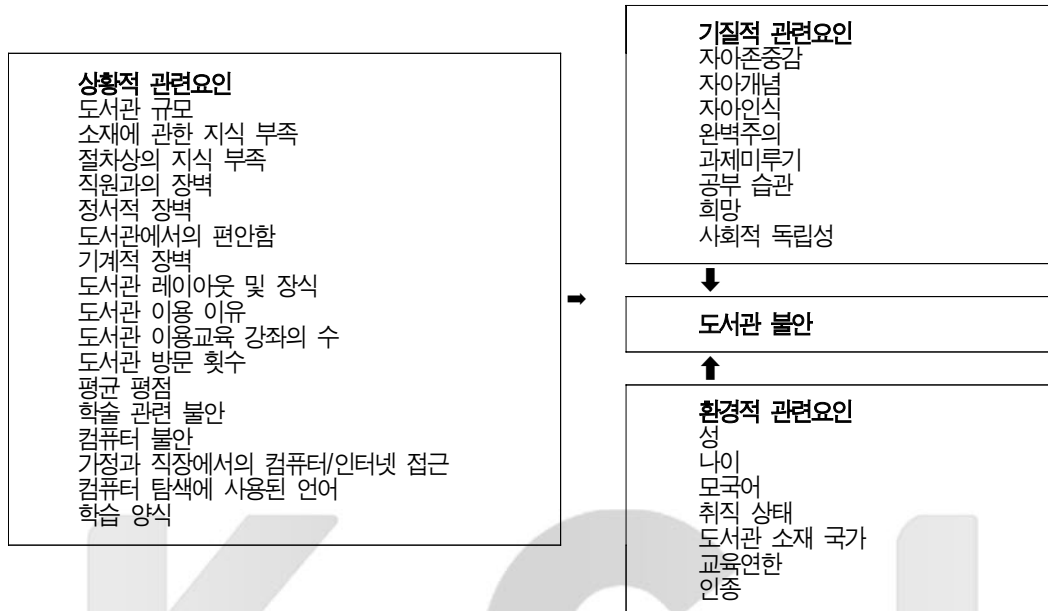 상황적 관련요인
도서관 규모
소재에 관한 지식 부족
절차상의 지식 부족
직원과의 장벽
정서적 장벽
도서관에서의 편안함
기계적 장벽
도서관 레이아웃 및 장식
도서관 이용 이유
도서관 이용교육 강좌의 수
도서관 방문 횟수
평균 평점
학술 관련 불안
컴퓨터 불안
가정과 직장에서의 컴퓨터/인터넷 접근
컴퓨터 탐색에 사용된 언어
학습 양식
➡
기질적 관련요인
자아존중감
자아개념
자아인식
완벽주의
과제미루기
공부 습관
희망
사회적 독립성
⬇
도서관 불안
⬆
환경적 관련요인
성
나이
모국어
취직 상태
도서관 소재 국가
교육연한
인종